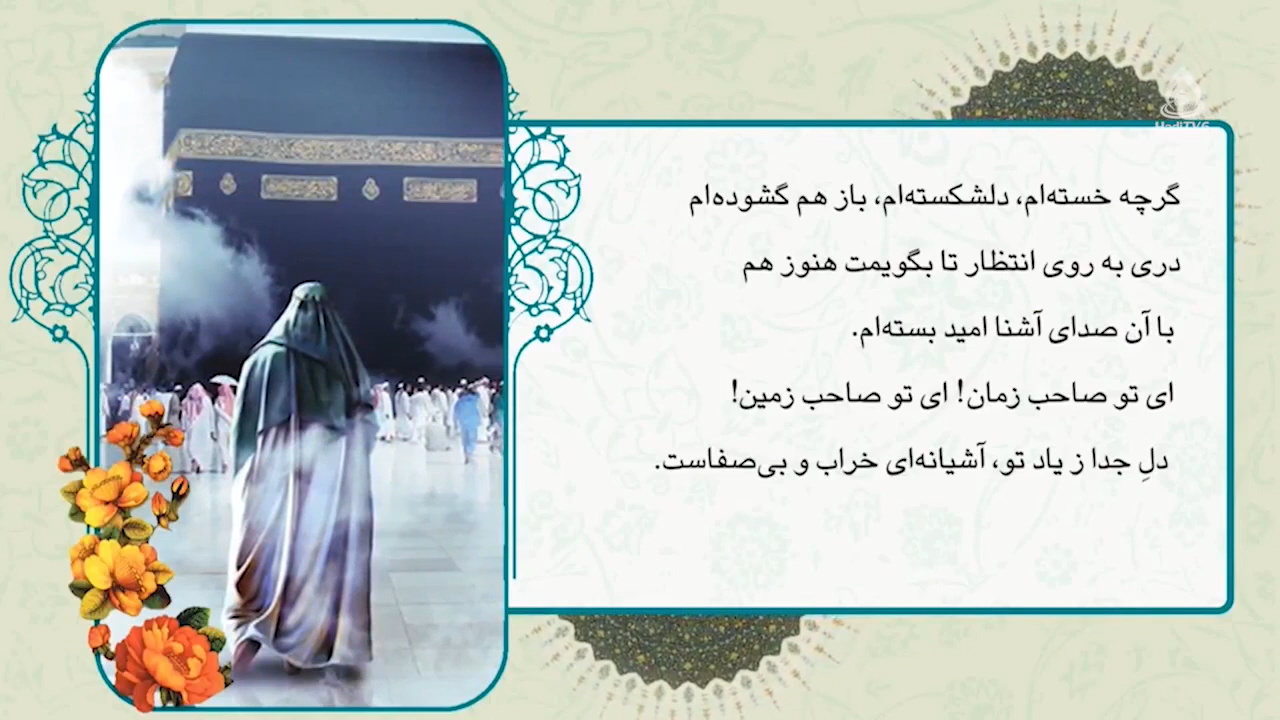 گرچه خسته‌ام، دلشکسته‌ام، باز هم گشوده‌ام
دری به روی انتظار تا بگویمت هنوز هم
با آن صدای آشنا امید بسته‌ام.
ای تو صاحب زمان! ای تو صاحب زمین!
دلِ جدا ز یاد تو، آشیانه‌ای خراب و بی‌صفاست.
HadiTV6